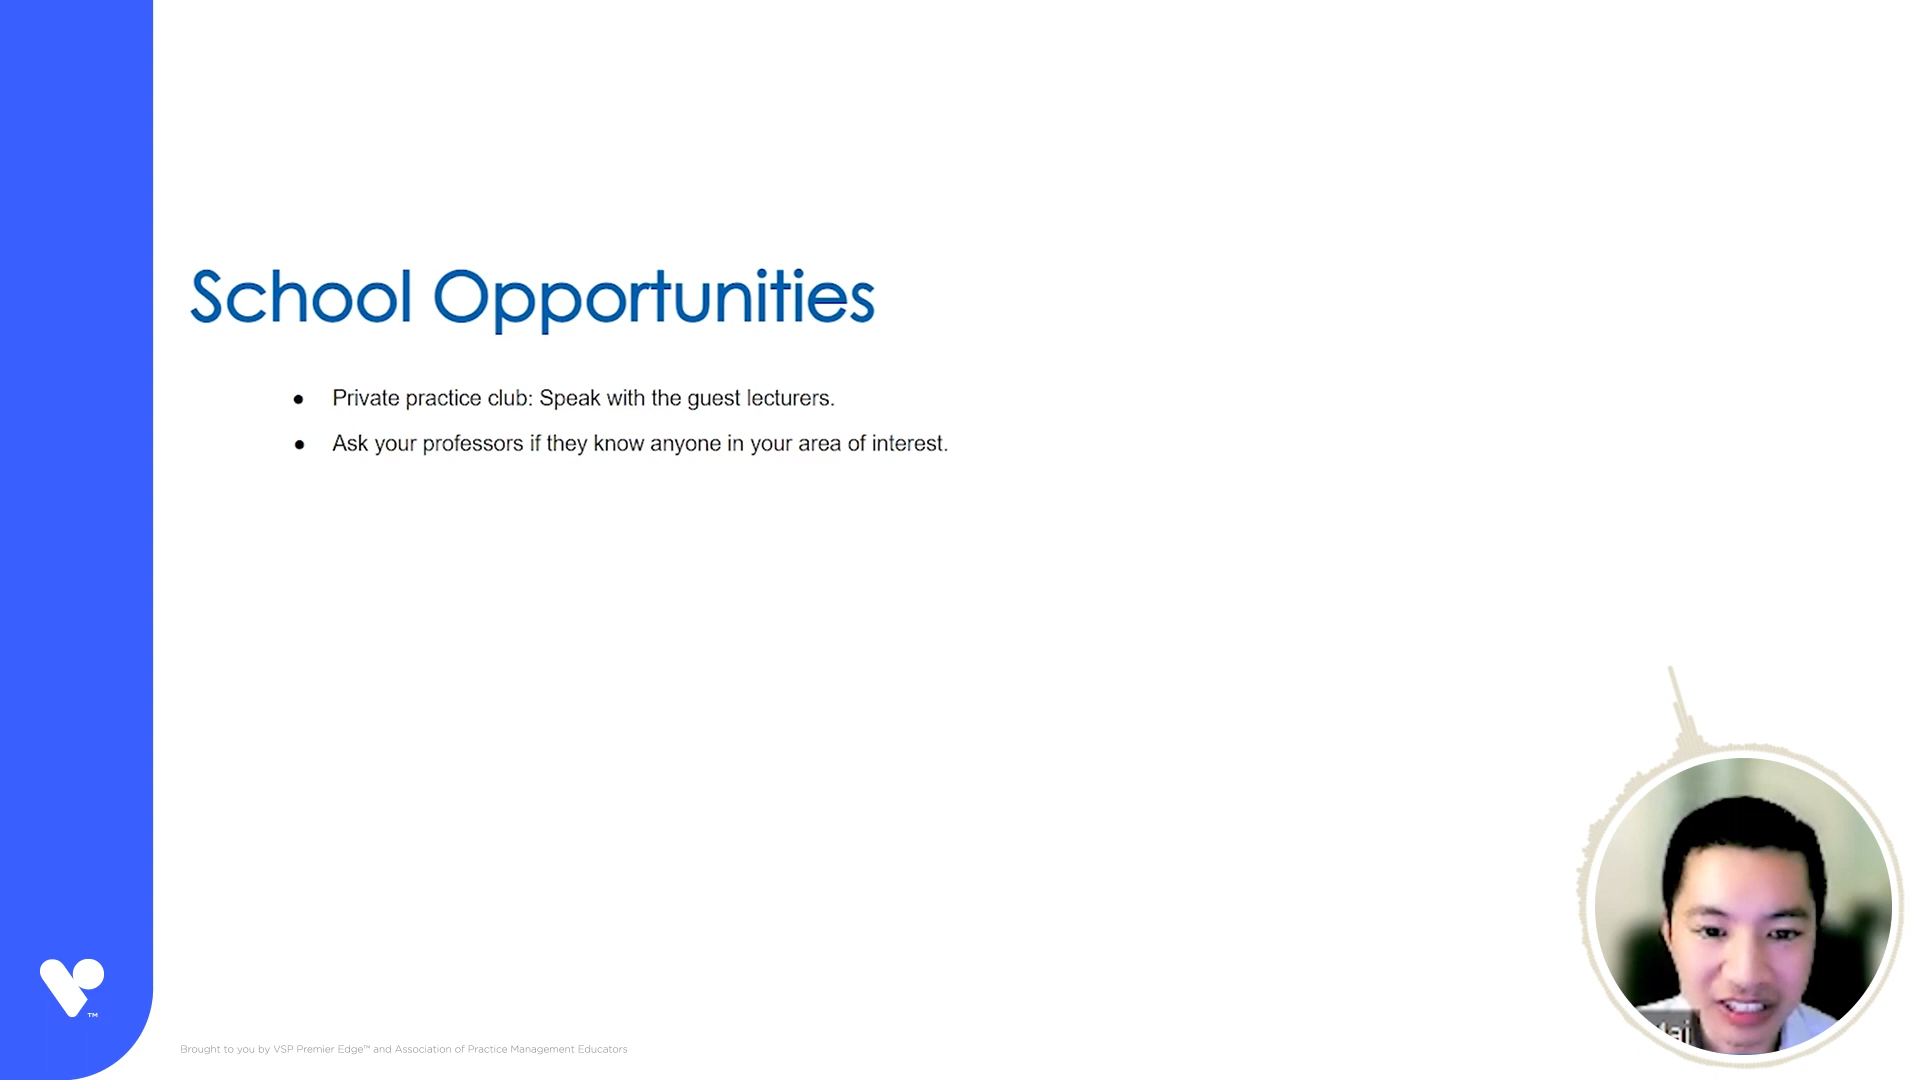 School Opportunities
● Private practice club: Speak with the guest lecturers.
● Ask your professors if they know anyone in your area of interest.
TM
Brought to you by VSP Premier Edge™ and Association of Practice Management Educators